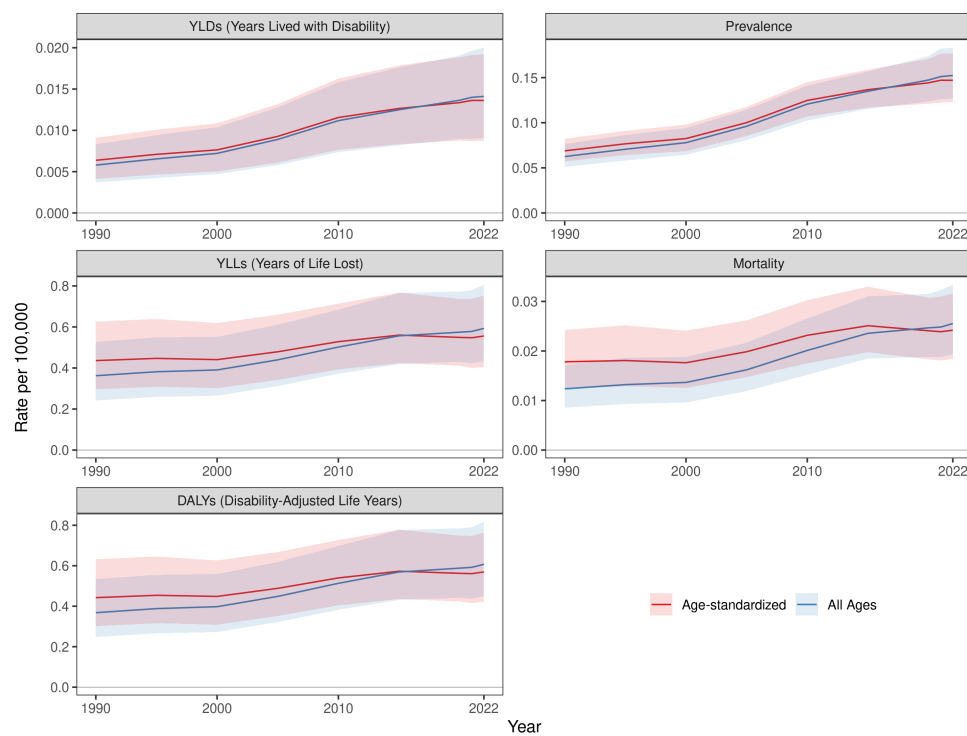 YLDs (Years Lived with Disability)
Prevalence
0.020
0.015
0.010
0.005
0.000
0.15
0.10
0.05
0.00
1990 2000 2010 2022
1990 2000 2010 2022
YLLs (Years of Life Lost)
Mortality
0.8
0.6
0.4
0.2
0.0
0.03
0.02
0.01
0.00
1990 2000 2010 2022
1990 2000 2010 2022
Rate per 100,000
DALYs (Disability-Adjusted Life Years)
0.8
0.6
0.4
0.2
0.0
1990 2000 2010 2022
Age-standardized All Ages
Year